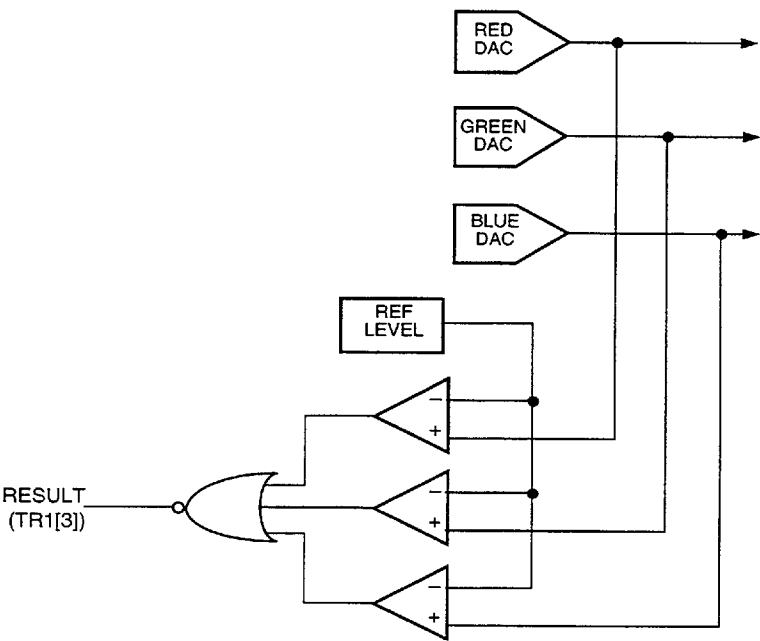 RED
DAC
GREEN
DAC
BLUE
DAC
REF
LEVEL
−
+
−
+
−
+
RESULT
(TR1[3])